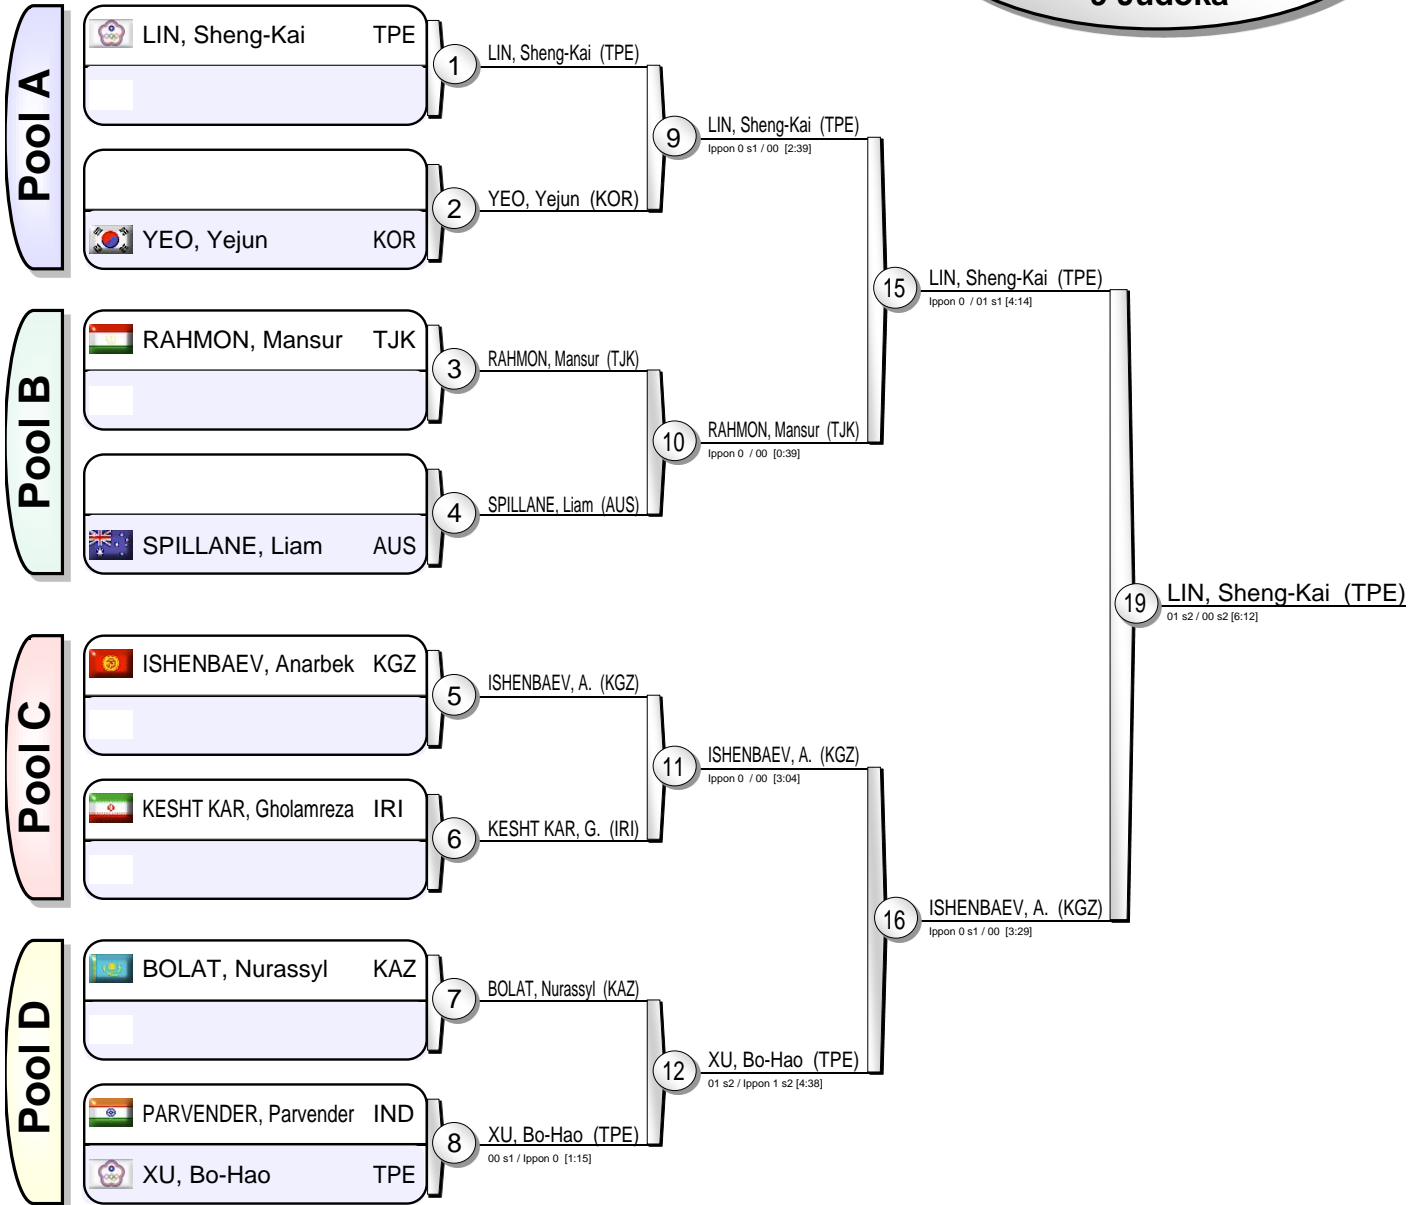 9 Judoka
Pool A
LIN, Sheng-Kai TPE
1
LIN, Sheng-Kai (TPE)
9
LIN, Sheng-Kai (TPE)
Ippon 0 s1 / 00 [2:39]
2
YEO, Yejun (KOR)
YEO, Yejun KOR
15
LIN, Sheng-Kai (TPE)
Ippon 0 / 01 s1 [4:14]
Pool B
RAHMON, Mansur TJK
3
RAHMON, Mansur (TJK)
10
RAHMON, Mansur (TJK)
Ippon 0 / 00 [0:39]
4
SPILLANE, Liam (AUS)
SPILLANE, Liam AUS
19
LIN, Sheng-Kai (TPE)
01 s2 / 00 s2 [6:12]
Pool C
ISHENBAEV, Anarbek KGZ
5
ISHENBAEV, A. (KGZ)
11
ISHENBAEV, A. (KGZ)
Ippon 0 / 00 [3:04]
KESHT KAR, Gholamreza IRI
6
KESHT KAR, G. (IRI)
16
ISHENBAEV, A. (KGZ)
Ippon 0 s1 / 00 [3:29]
Pool D
BOLAT, Nurassyl KAZ
7
BOLAT, Nurassyl (KAZ)
12
XU, Bo-Hao (TPE)
01 s2 / Ippon 1 s2 [4:38]
PARVENDER, Parvender IND
8
XU, Bo-Hao (TPE)
00 s1 / Ippon 0 [1:15]
XU, Bo-Hao TPE